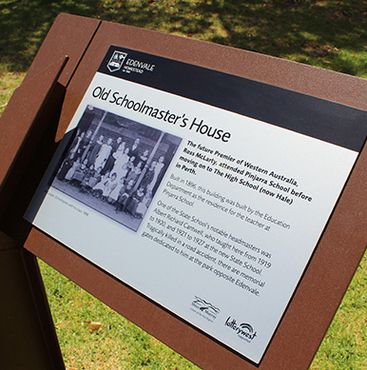 EDENVALE
HOMESTEAD
Old Schoolmaster's House
The future Premier of Western Australia,
Ross McLarty, attended Pinjarra School before
moving on to The High School (now Hale)
in Perth.
Built in 1896, this building was built by the Education
Department as the residence for the teacher at
Pinjarra School.
One of the State School's notable headmasters was
Albert Richard Cantwell, who taught here from 1919
to 1920, and 1923 to 1927 at the new State School.
Tragically killed in a road accident, there are memorial
gates dedicated to him at the park opposite Edenvale.
lotterywest